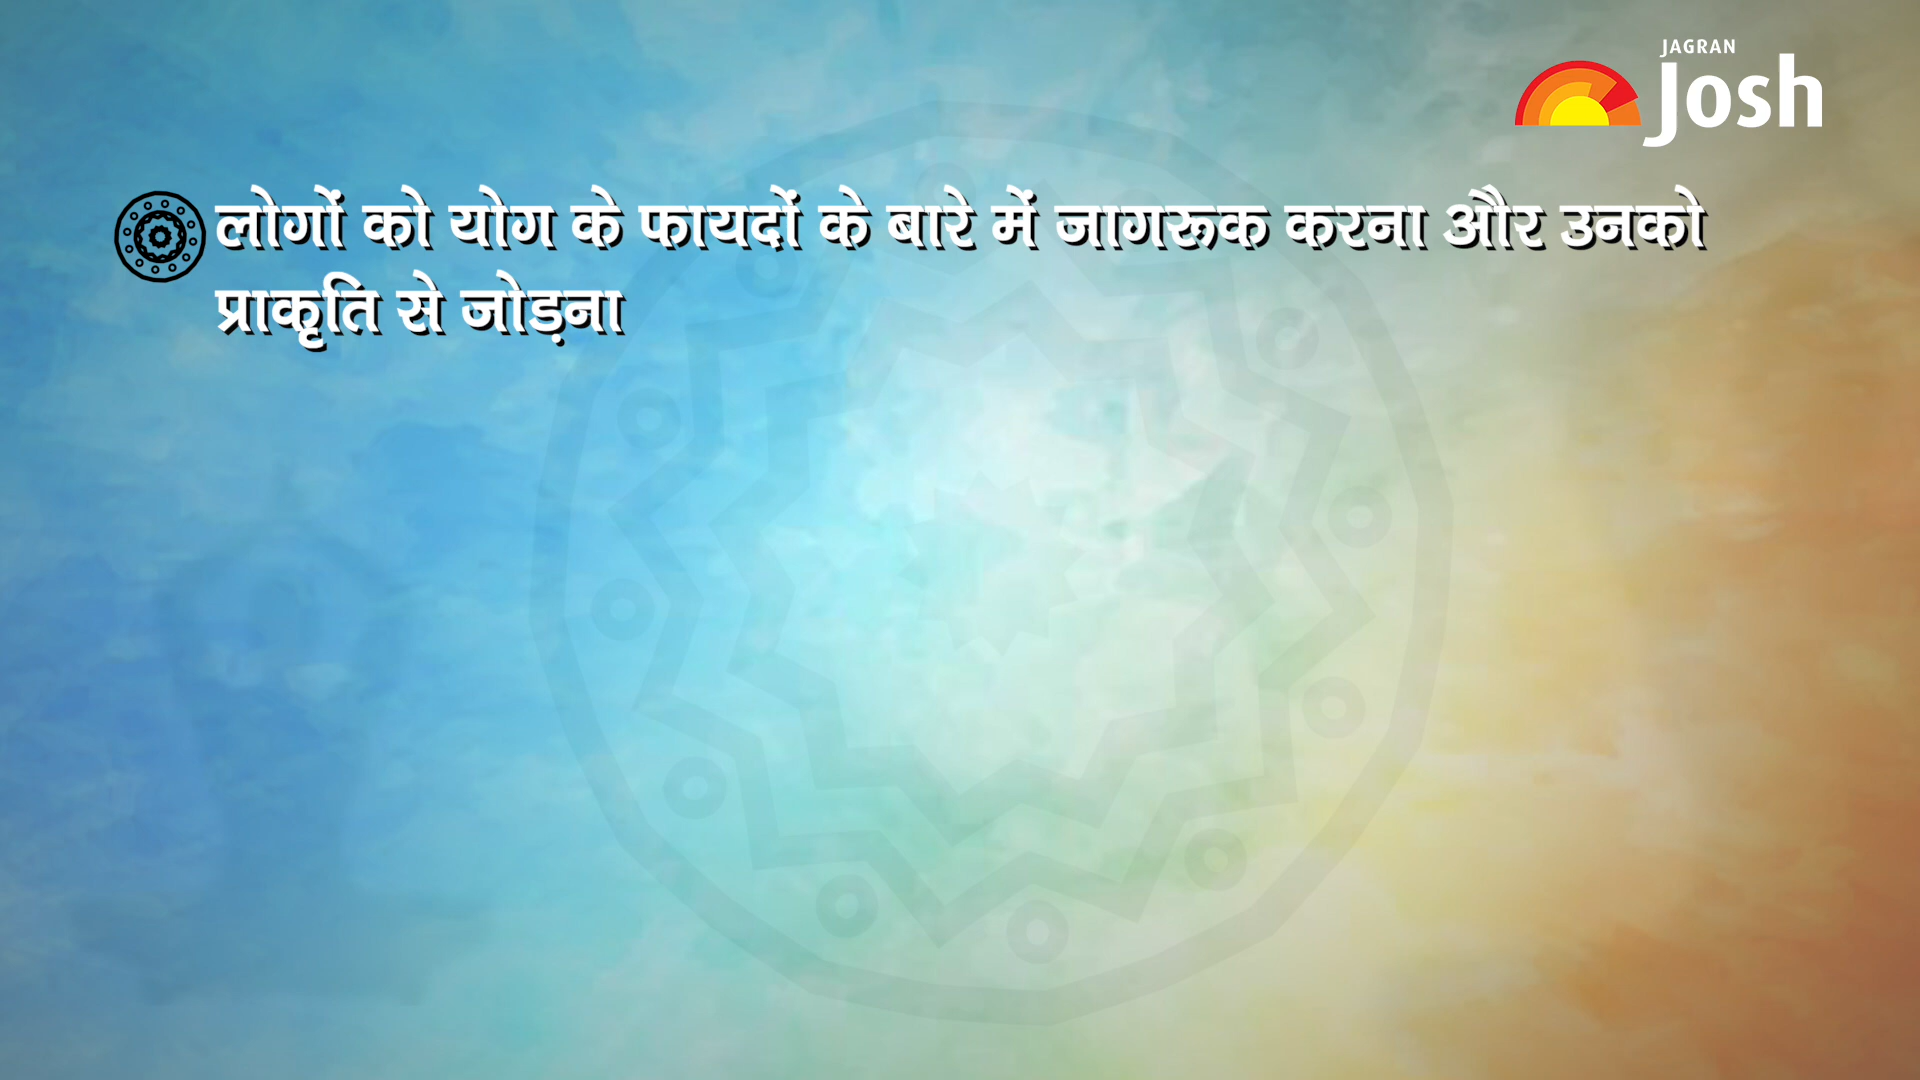 JAGRAN
Josh
लोगों को योग के फायदों के बारे में जागरूक करना और उनको
प्राकृति से जोड़ना